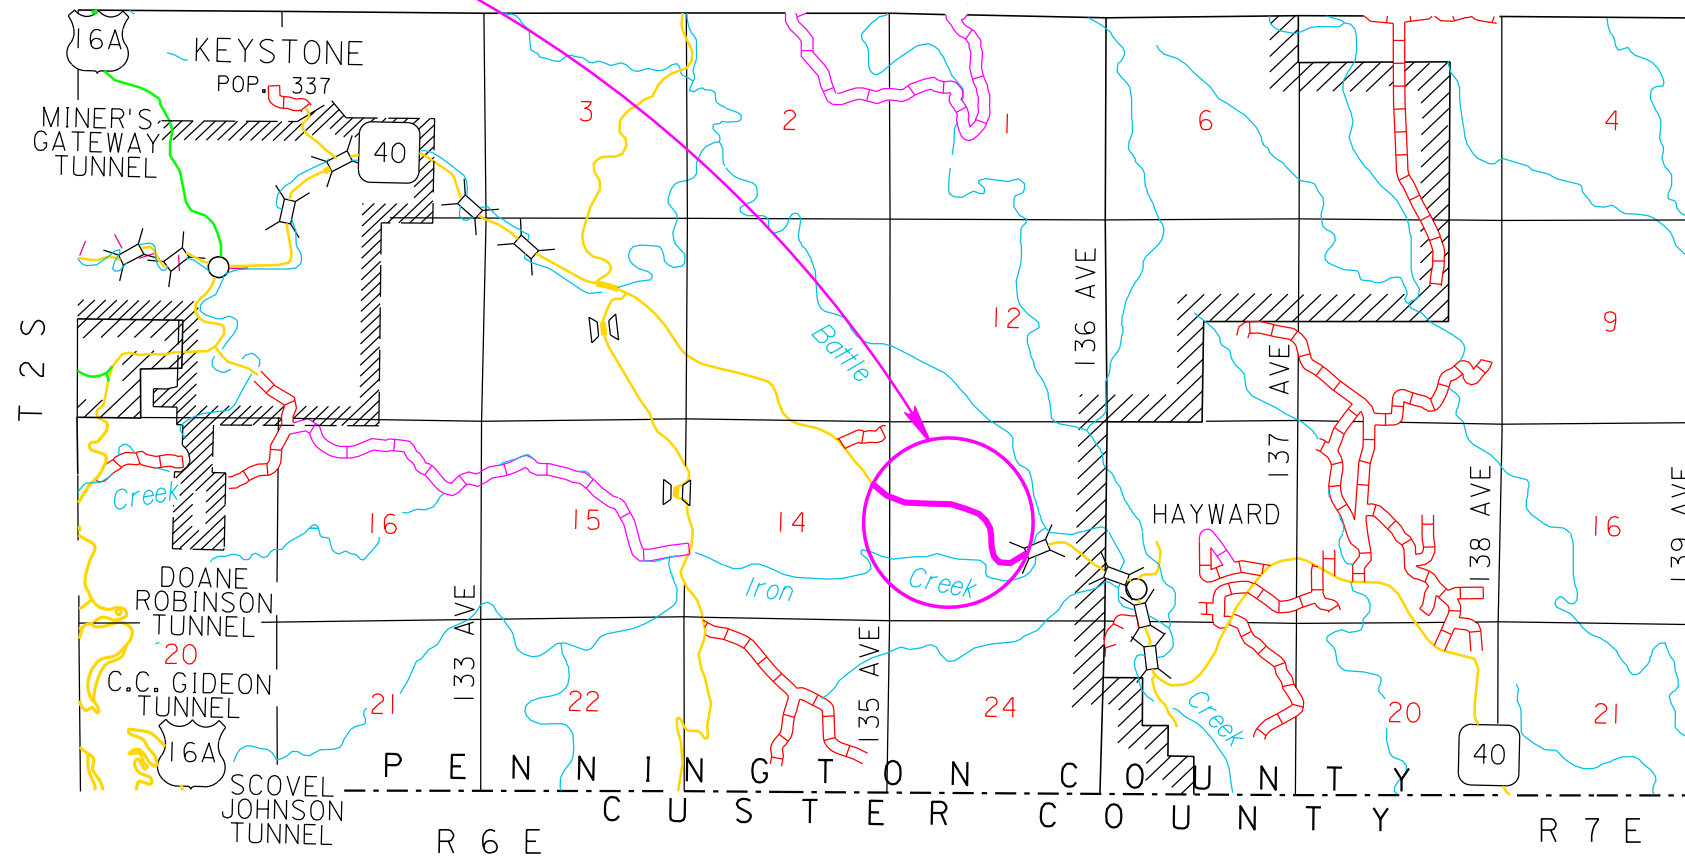 16A
KEYSTONE
POP. 337
MINER'S
GATEWAY
TUNNEL
40
3
2
1
6
4
T 2 S
12
9
Battle
136 AVE
137 AVE
138 AVE
139 AVE
Creek
16
15
14
HAYWARD
16
DOANE
ROBINSON
TUNNEL
Iron
Creek
20
133 AVE
135 AVE
C.C. GIDEON
TUNNEL
21
22
24
Creek
20
21
16A
40
SCOVEL
JOHNSON
TUNNEL
PENNINGTON COUNTY
CUSTER COUNTY
R 6 E
R 7 E